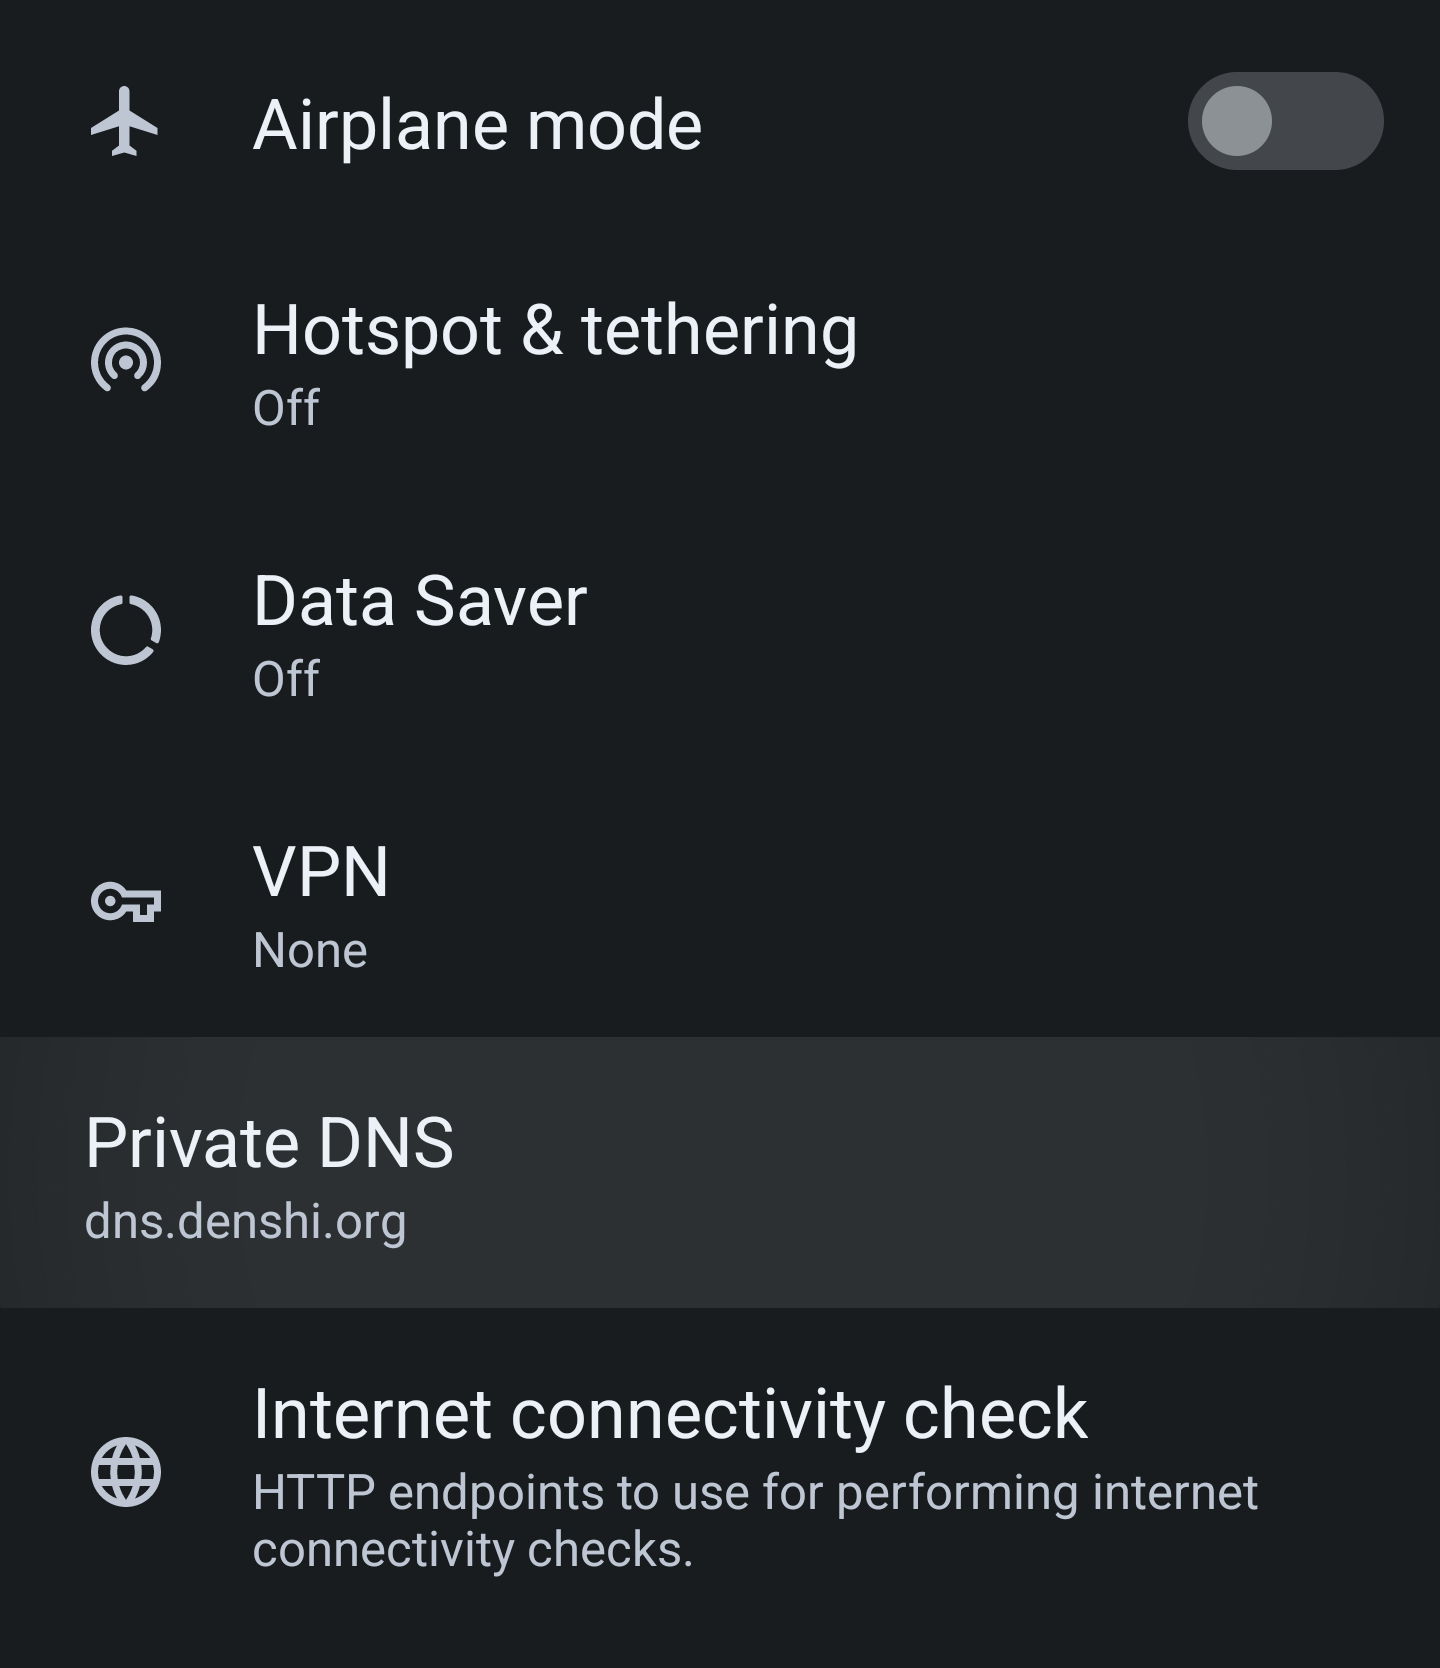 Airplane mode
Hotspot & tethering
Off
Data Saver
Off
VPN
None
Private DNS
dns.denshi.org
Internet connectivity check
HTTP endpoints to use for performing internet
connectivity checks.